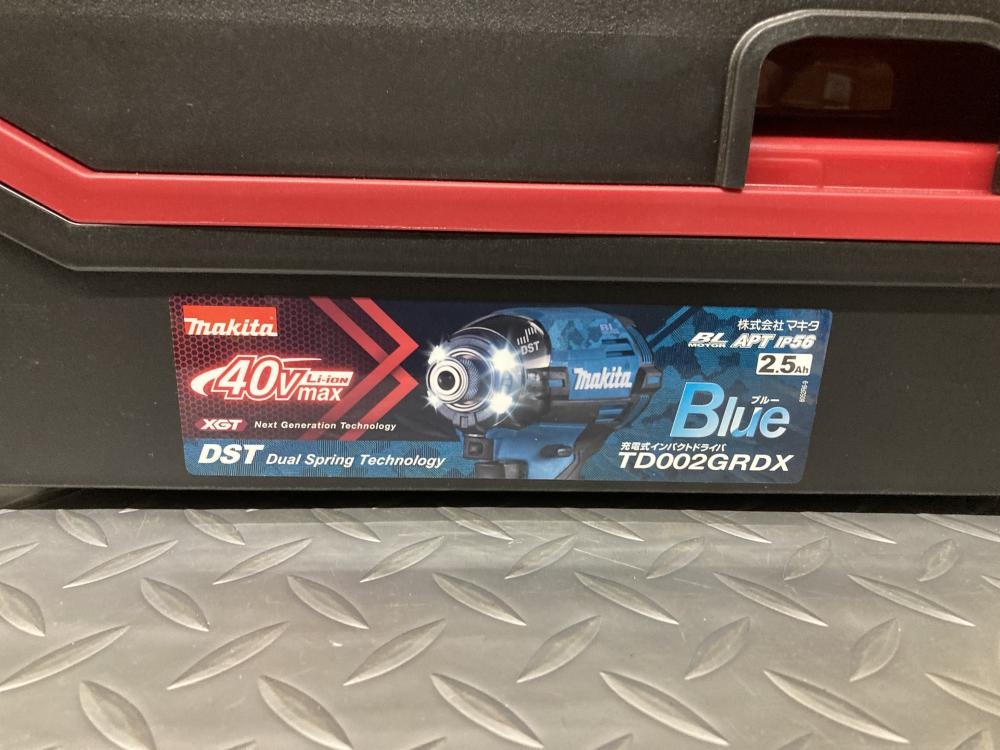 makita
40Vmax Li-ion
XGT Next Generation Technology
DST Dual Spring Technology
BL
DST
makita
株式会社マキタ
BL MOTOR APT IP56
2.5Ah
ブルー
Blue
充電式インパクトドライバ
TD002GRDX